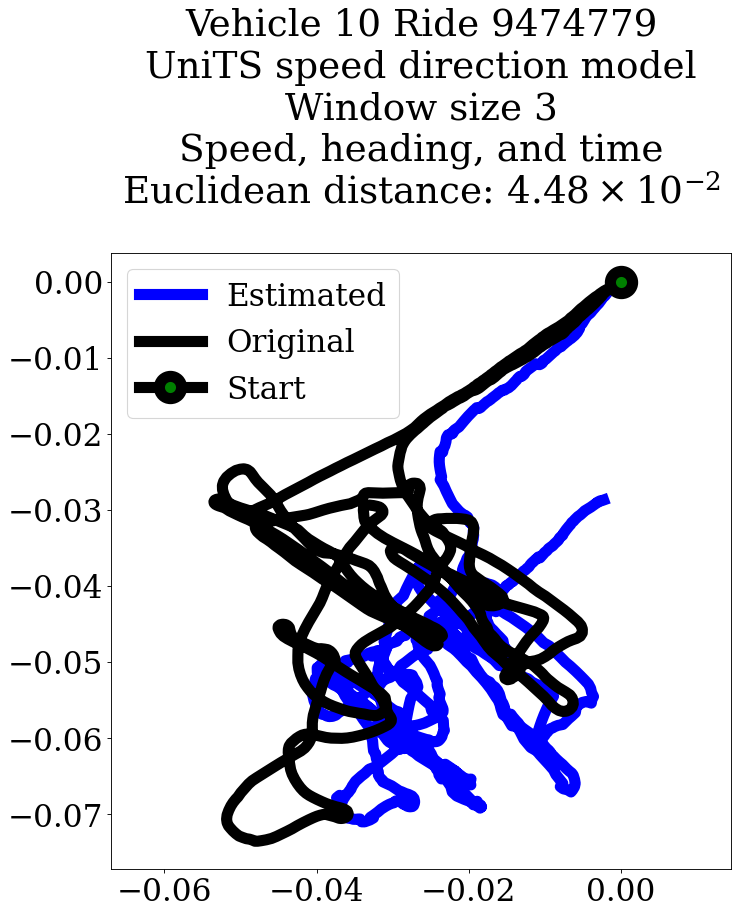 Vehicle 10 Ride 9474779
UniTS speed direction model
Window size 3
Speed, heading, and time
Euclidean distance: $4.48 \times 10^{-2}$
Estimated
Original
Start
0.00
−0.01
−0.02
−0.03
−0.04
−0.05
−0.06
−0.07
−0.06 −0.04 −0.02 0.00